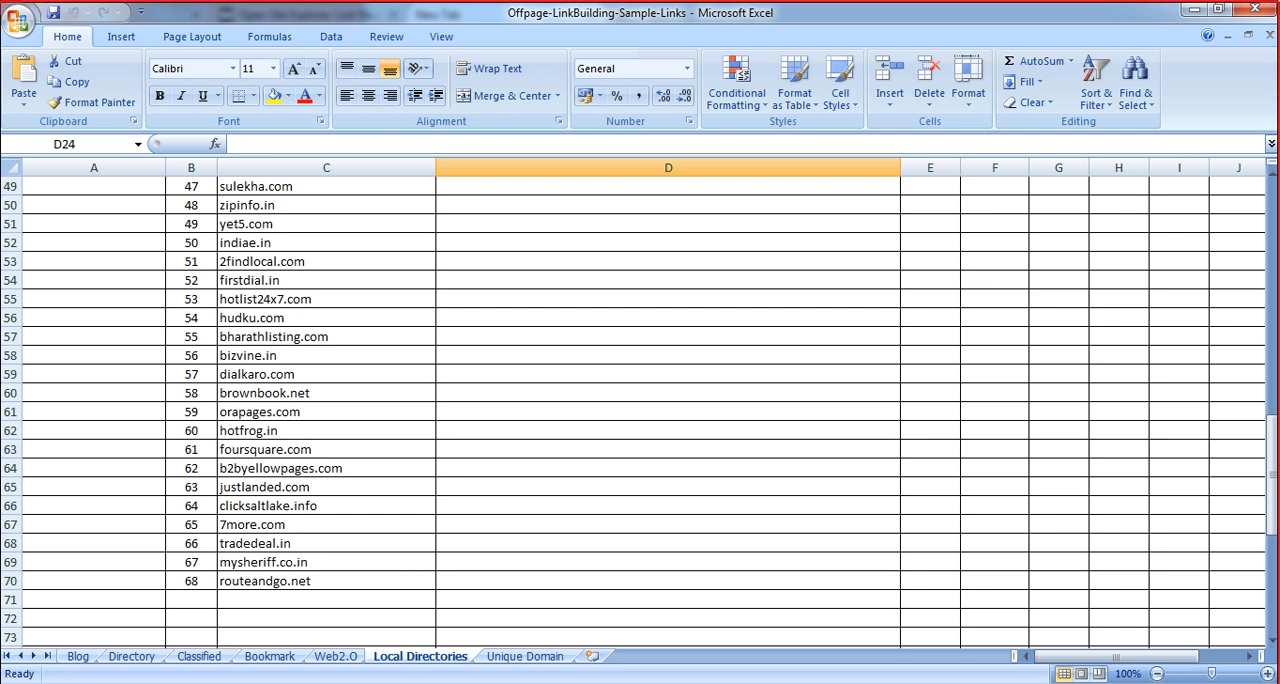 Offpage-LinkBuilding-Sample-Links - Microsoft Excel
Home Insert Page Layout Formulas Data Review View
Paste Cut Copy Format Painter Clipboard
Calibri 11 A A B I U A Font
Wrap Text Merge & Center Alignment
General % , .00 .00 Number
Conditional Formatting Format as Table Cell Styles Styles
Insert Delete Format Cells
Σ AutoSum Fill Clear Sort & Filter Find & Select Editing
D24 fx
A B C D E F G H I J
49 47 sulekha.com
50 48 zipinfo.in
51 49 yet5.com
52 50 indiae.in
53 51 2findlocal.com
54 52 firstdial.in
55 53 hotlist24x7.com
56 54 hudku.com
57 55 bharathlisting.com
58 56 bizvine.in
59 57 dialkaro.com
60 58 brownbook.net
61 59 orapages.com
62 60 hotfrog.in
63 61 foursquare.com
64 62 b2byellowpages.com
65 63 justlanded.com
66 64 clicksaltlake.info
67 65 7more.com
68 66 tradedeal.in
69 67 mysheriff.co.in
70 68 routeandgo.net
71
72
73
Blog Directory Classified Bookmark Web2.O Local Directories Unique Domain
Ready 100%